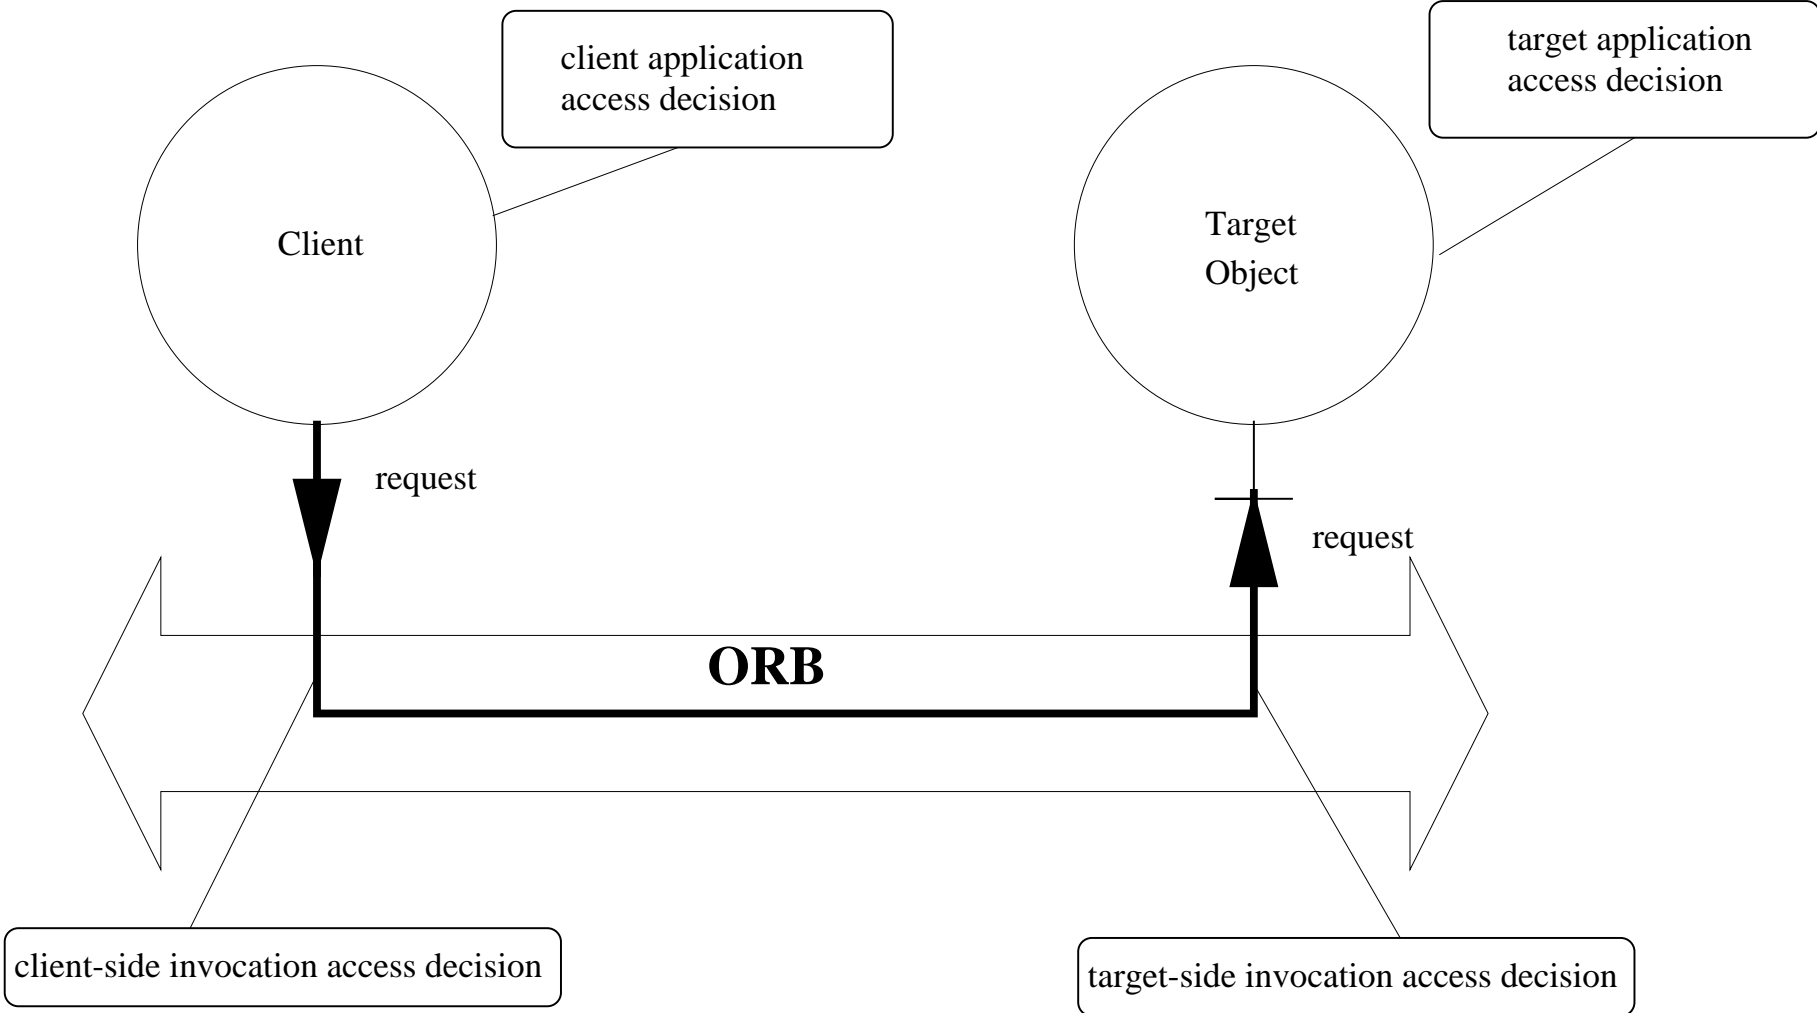 client application
access decision
target application
access decision
Client
Target
Object
request
request
ORB
client-side invocation access decision
target-side invocation access decision